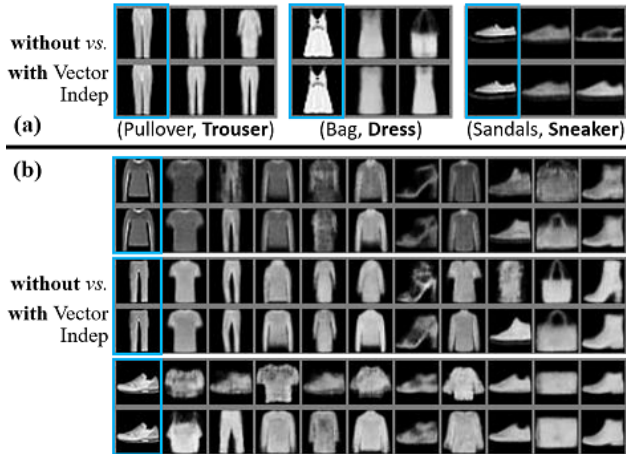 without vs.
with Vector
Indep
(a)
(Pullover, Trouser)
(Bag, Dress)
(Sandals, Sneaker)
(b)
without vs.
with Vector
Indep